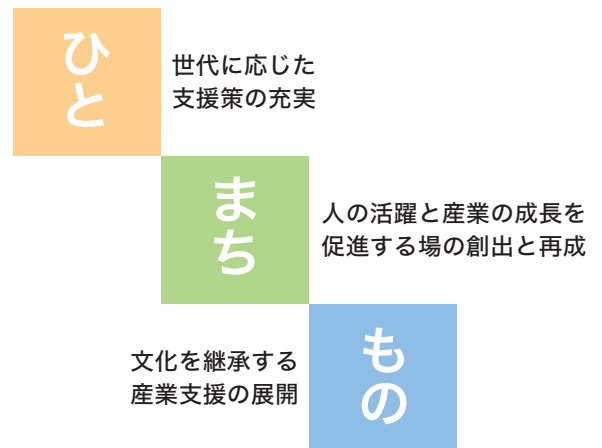 ひと
世代に応じた
支援策の充実
まち
人の活躍と産業の成長を
促進する場の創出と再成
文化を継承する
産業支援の展開
もの